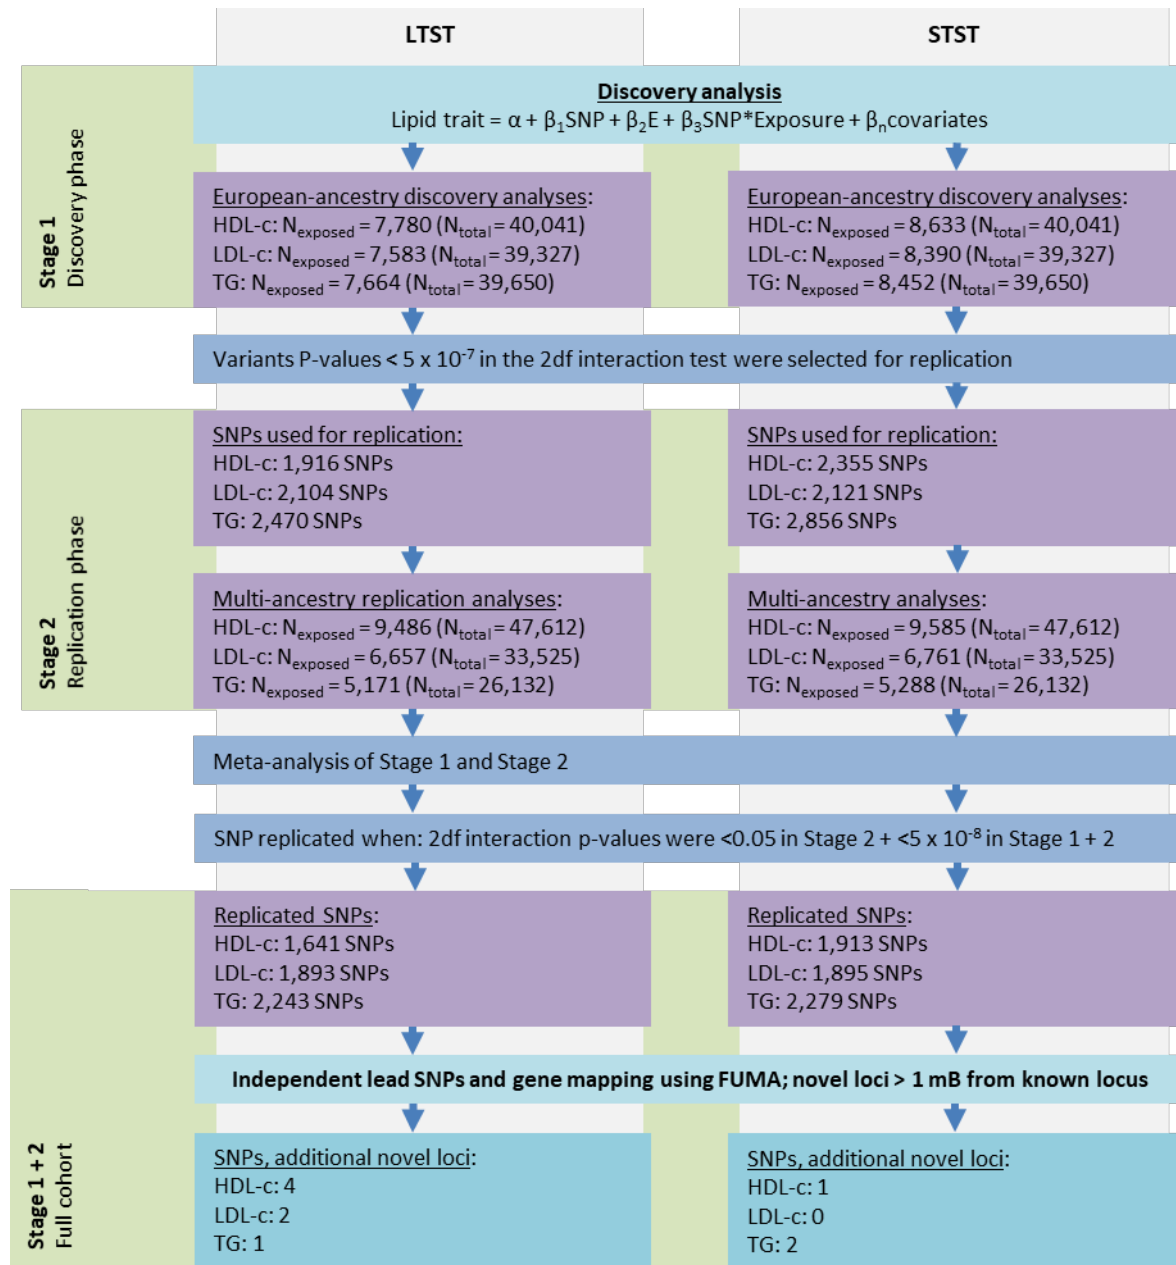 LTST
STST
Discovery analysis
Lipid trait = α + β₁SNP + β₂E + β₃SNP*Exposure + βₙcovariates
Stage 1
Discovery phase
European-ancestry discovery analyses:
HDL-c: Nexposed = 7,780 (Ntotal = 40,041)
LDL-c: Nexposed = 7,583 (Ntotal = 39,327)
TG: Nexposed = 7,664 (Ntotal = 39,650)
European-ancestry discovery analyses:
HDL-c: Nexposed = 8,633 (Ntotal = 40,041)
LDL-c: Nexposed = 8,390 (Ntotal = 39,327)
TG: Nexposed = 8,452 (Ntotal = 39,650)
Variants P-values < 5 x 10⁻⁷ in the 2df interaction test were selected for replication
Stage 2
Replication phase
SNPs used for replication:
HDL-c: 1,916 SNPs
LDL-c: 2,104 SNPs
TG: 2,470 SNPs
SNPs used for replication:
HDL-c: 2,355 SNPs
LDL-c: 2,121 SNPs
TG: 2,856 SNPs
Multi-ancestry replication analyses:
HDL-c: Nexposed = 9,486 (Ntotal = 47,612)
LDL-c: Nexposed = 6,657 (Ntotal = 33,525)
TG: Nexposed = 5,171 (Ntotal = 26,132)
Multi-ancestry analyses:
HDL-c: Nexposed = 9,585 (Ntotal = 47,612)
LDL-c: Nexposed = 6,761 (Ntotal = 33,525)
TG: Nexposed = 5,288 (Ntotal = 26,132)
Meta-analysis of Stage 1 and Stage 2
SNP replicated when: 2df interaction p-values were <0.05 in Stage 2 + <5 x 10⁻⁸ in Stage 1 + 2
Stage 1 + 2
Full cohort
Replicated SNPs:
HDL-c: 1,641 SNPs
LDL-c: 1,893 SNPs
TG: 2,243 SNPs
Replicated SNPs:
HDL-c: 1,913 SNPs
LDL-c: 1,895 SNPs
TG: 2,279 SNPs
Independent lead SNPs and gene mapping using FUMA; novel loci > 1 mB from known locus
SNPs, additional novel loci:
HDL-c: 4
LDL-c: 2
TG: 1
SNPs, additional novel loci:
HDL-c: 1
LDL-c: 0
TG: 2